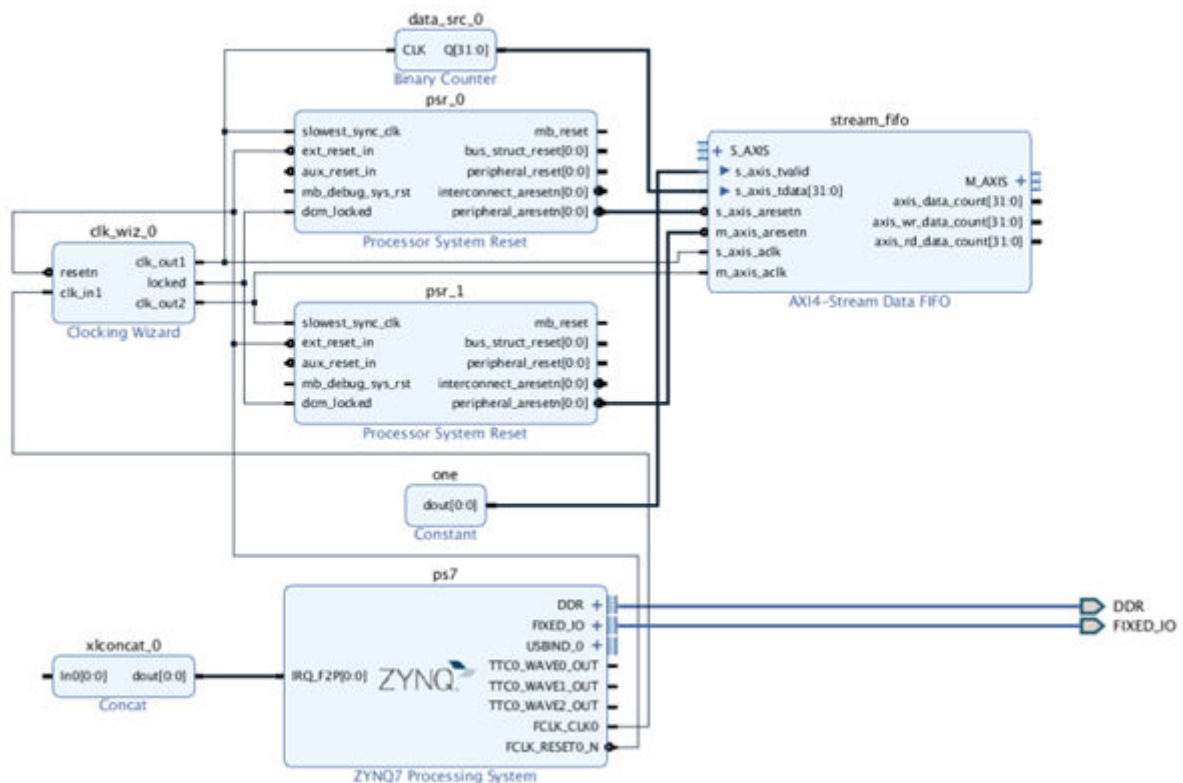 data_src_0
CLK Q[31:0]
Binary Counter
psr_0
slowest_sync_clk mb_reset
ext_reset_in bus_struct_reset[0:0]
aux_reset_in peripheral_reset[0:0]
mb_debug_sys_rst interconnect_aresetn[0:0]
dcm_locked peripheral_aresetn[0:0]
Processor System Reset
stream_fifo
S_AXIS
s_axis_tvalid M_AXIS
s_axis_tdata[31:0] axis_data_count[31:0]
s_axis_aresetn axis_wr_data_count[31:0]
m_axis_aresetn axis_rd_data_count[31:0]
s_axis_aclk
m_axis_aclk
AXI4-Stream Data FIFO
clk_wiz_0
resetn clk_out1
clk_in1 locked
clk_out2
Clocking Wizard
psr_1
slowest_sync_clk mb_reset
ext_reset_in bus_struct_reset[0:0]
aux_reset_in peripheral_reset[0:0]
mb_debug_sys_rst interconnect_aresetn[0:0]
dcm_locked peripheral_aresetn[0:0]
Processor System Reset
one
dout[0:0]
Constant
ps7
DDR
FIXED_IO
USBIND_0
TTC0_WAVE0_OUT
IRQ_F2P[0:0] ZYNQ
TTC0_WAVE1_OUT
TTC0_WAVE2_OUT
FCLK_CLK0
FCLK_RESET0_N
ZYNQ7 Processing System
DDR
FIXED_IO
xlconcat_0
In0[0:0] dout[0:0]
Concat